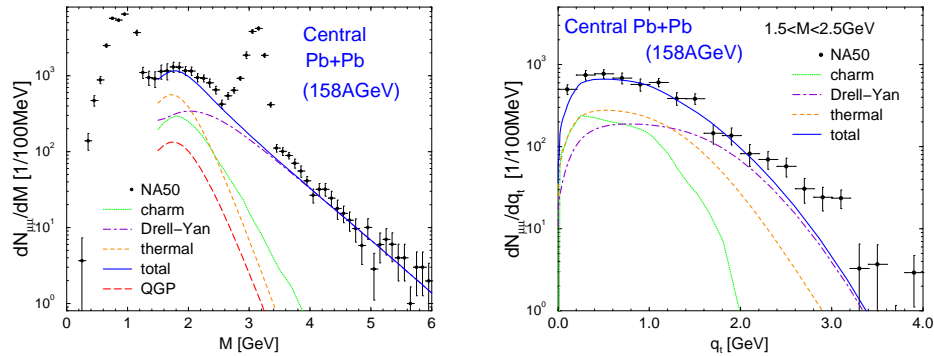 Central
Pb+Pb
(158AGeV)
10^3
10^2
10^1
10^0
dN_μμ/dM [1/100MeV]
NA50
charm
Drell−Yan
thermal
total
QGP
0 1 2 3 4 5 6
M [GeV]
Central Pb+Pb
(158AGeV)
1.5<M<2.5GeV
NA50
charm
Drell−Yan
thermal
total
10^4
10^3
10^2
10^1
10^0
dN_μμ/dq_t [1/100MeV]
0.0 1.0 2.0 3.0 4.0
q_t [GeV]